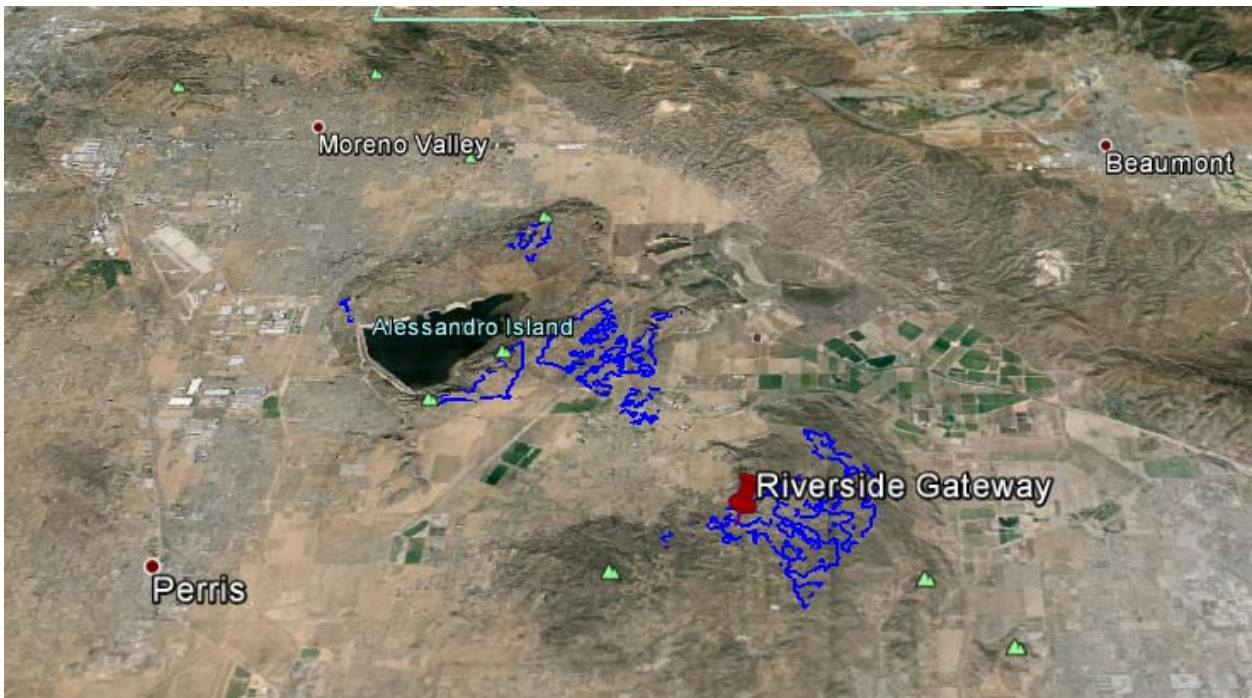 Moreno Valley
Beaumont
Alessandro Island
Riverside Gateway
Perris